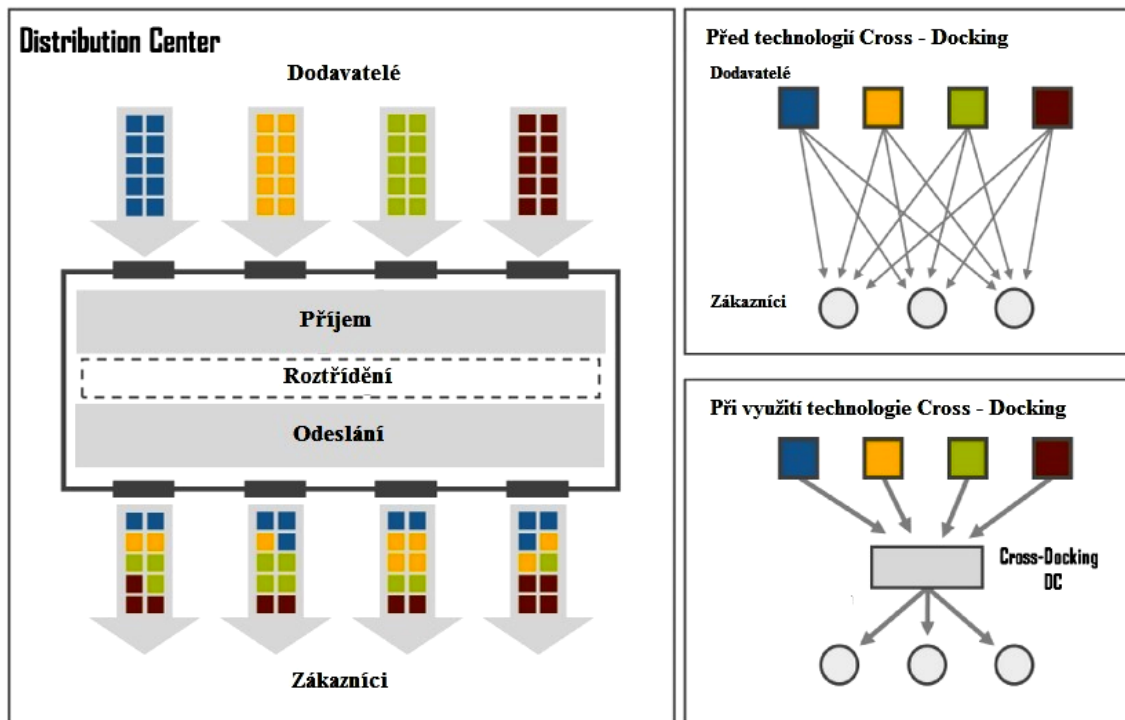 Distribution Center
Dodavatelé
Příjem
Roztřídění
Odeslání
Zákazníci
Před technologií Cross - Docking
Dodavatelé
Zákazníci
Při využití technologie Cross - Docking
Cross-Docking
DC